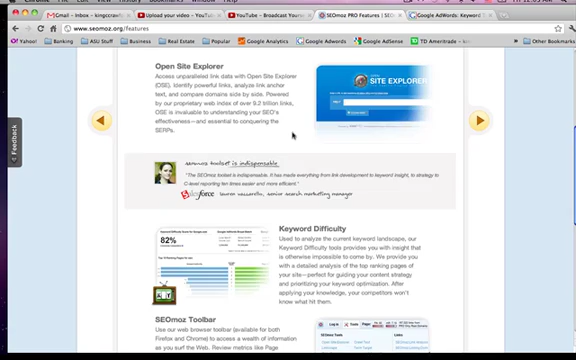 Gmail - Inbox - kingcrawf
Upload your video - YouTube
YouTube - Broadcast Yourse
SEOmoz PRO Features | SEO
Google AdWords: Keyword T
www.seomoz.org/features
Yahoo!
Banking
ASU Stuff
Business
Real Estate
Popular
Google Analytics
Google Adwords
Google AdSense
TD Ameritrade
Other Bookmarks
Feedback
Open Site Explorer
Access unparalleled link data with Open Site Explorer
(OSE). Identify powerful links, analyze link anchor
text, and compare domains side by side. Powered
by our proprietary web index of over 9.2 trillion links,
OSE is invaluable to understanding your SEO's
effectiveness—and essential to conquering the
SERPs.
SITE EXPLORER
seomoz toolset is indispensable
"The SEOmoz toolset is indispensable. It has made everything from link development to keyword insight, to strategy to
C-level reporting ten times easier and more efficient."
salesforce lauren vaccarello, senior search marketing manager
82%
Keyword Difficulty
Used to analyze the current keyword landscape, our
Keyword Difficulty tools provides you with insight that
is otherwise impossible to come by. We provide you
with a detailed analysis of the top ranking pages of
your site—perfect for guiding your content strategy
and prioritizing your keyword optimization. After
applying your knowledge, your competitors won't
know what hit them.
SEOmoz Toolbar
Use our web browser toolbar (available for both
Firefox and Chrome) to access a wealth of information
as you surf the Web. Review metrics like Page
Log in
Tools
Page
SEOmoz Tools
Links